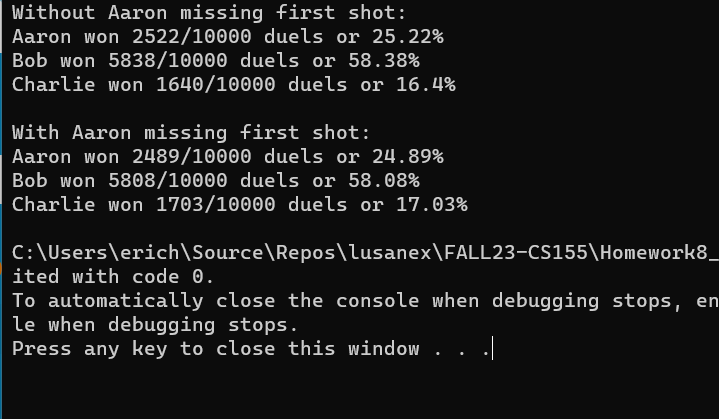 Without Aaron missing first shot:
Aaron won 2522/10000 duels or 25.22%
Bob won 5838/10000 duels or 58.38%
Charlie won 1640/10000 duels or 16.4%
With Aaron missing first shot:
Aaron won 2489/10000 duels or 24.89%
Bob won 5808/10000 duels or 58.08%
Charlie won 1703/10000 duels or 17.03%
C:\Users\erich\Source\Repos\lusanex\FALL23-CS155\Homework8_
ited with code 0.
To automatically close the console when debugging stops, en
le when debugging stops.
Press any key to close this window . . .